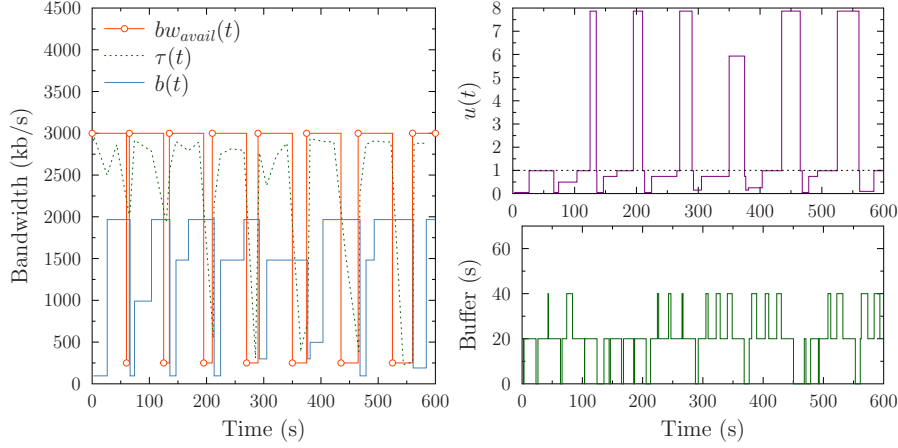 4500
4000
3500
3000
2500
2000
1500
1000
500
0
Bandwidth (kb/s)
bw_avail(t)
τ(t)
b(t)
0 100 200 300 400 500 600
Time (s)
8
7
6
5
4
3
2
1
0
u(t)
0 100 200 300 400 500 600
60
40
20
0
Buffer (s)
0 100 200 300 400 500 600
Time (s)